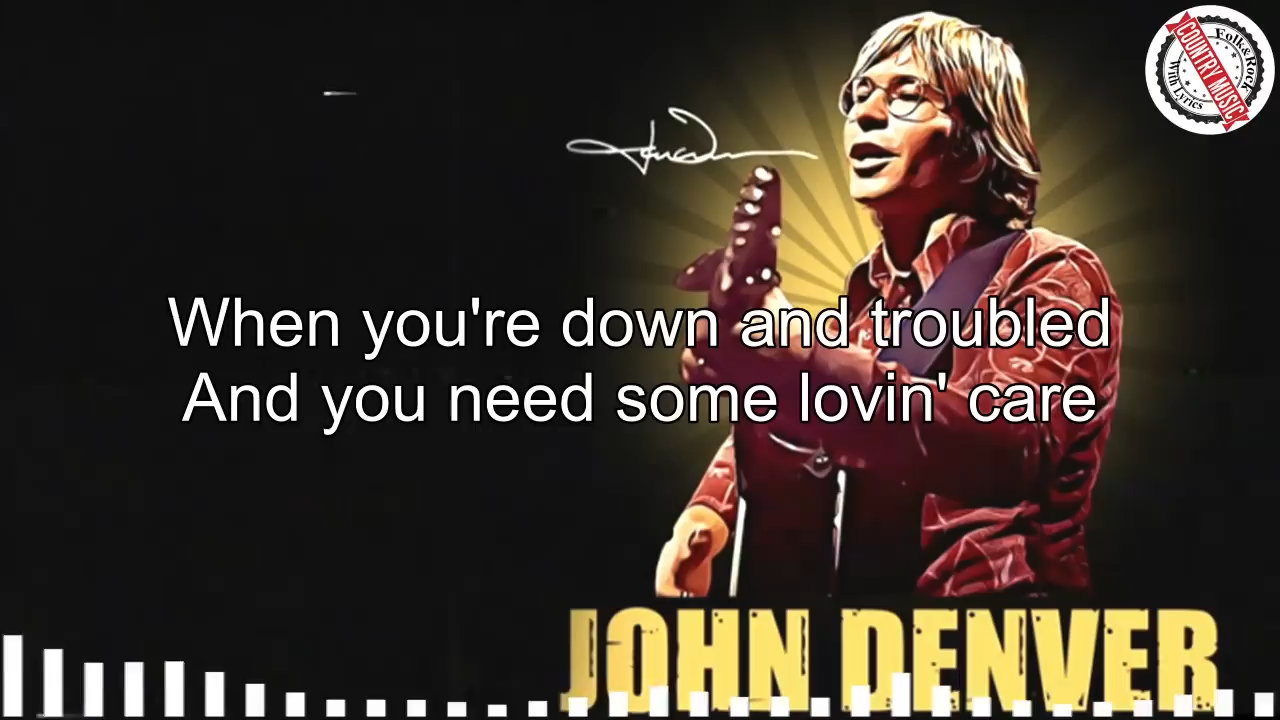 Folk&Rock
COUNTRY MUSIC
With Lyrics
When you're down and troubled
And you need some lovin' care
JOHN DENVER